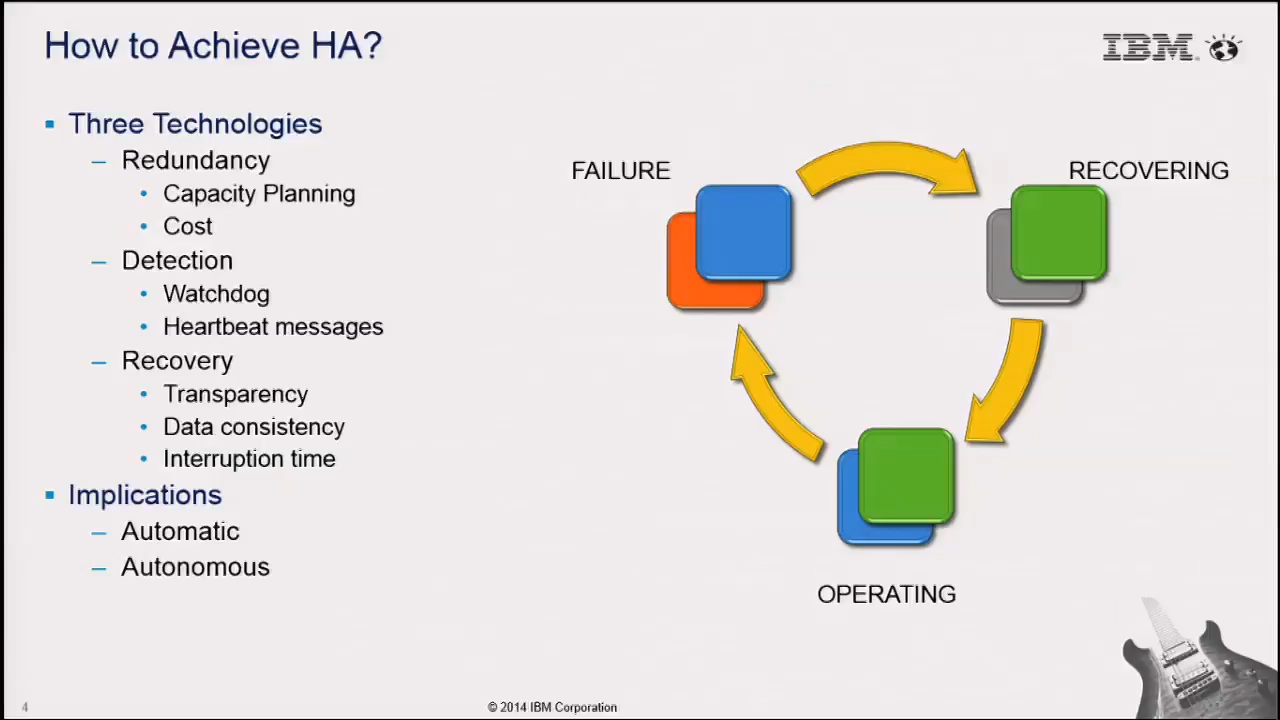 How to Achieve HA?
IBM
Three Technologies
– Redundancy
• Capacity Planning
• Cost
– Detection
• Watchdog
• Heartbeat messages
– Recovery
• Transparency
• Data consistency
• Interruption time
Implications
– Automatic
– Autonomous
FAILURE
RECOVERING
OPERATING
4
© 2014 IBM Corporation